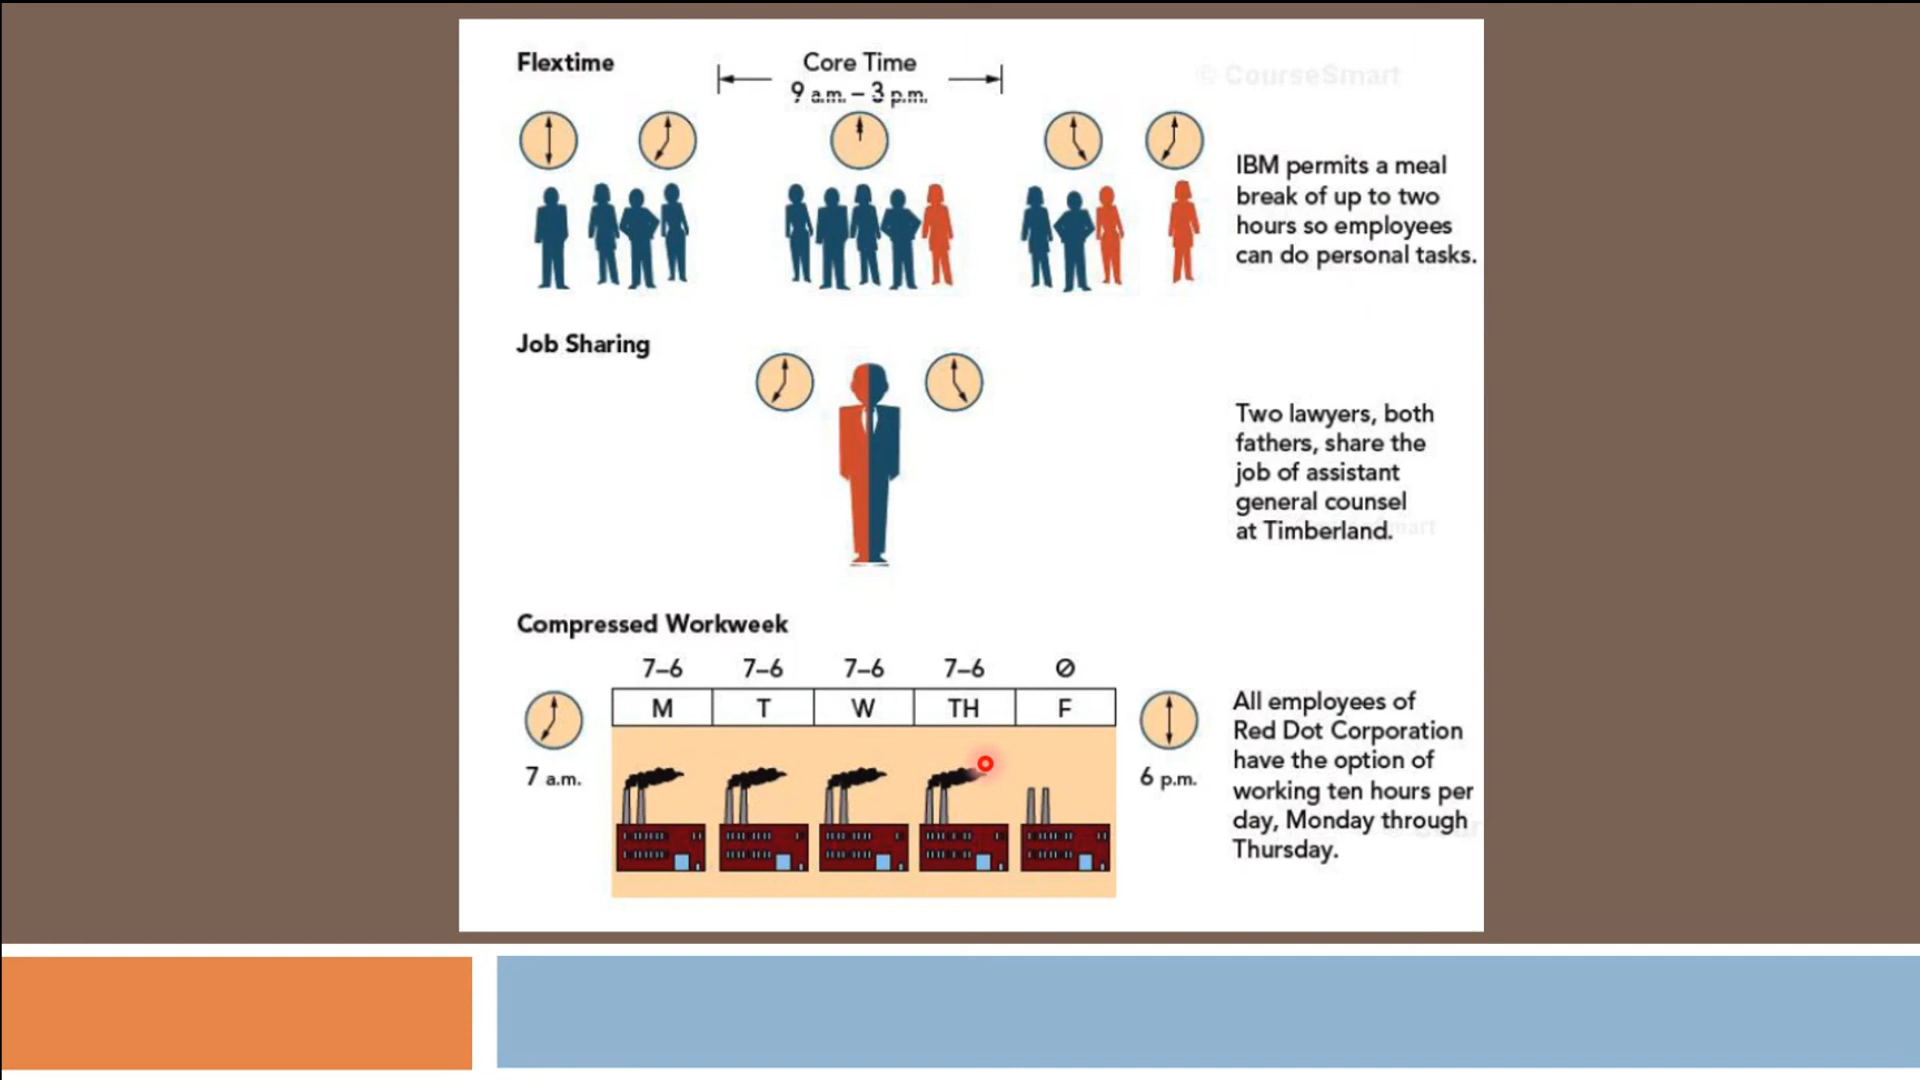 Flextime
Core Time
9 a.m. – 3 p.m.
© CourseSmart
IBM permits a meal
break of up to two
hours so employees
can do personal tasks.
Job Sharing
Two lawyers, both
fathers, share the
job of assistant
general counsel
at Timberland.
Compressed Workweek
7–6 7–6 7–6 7–6 ⊘
M T W TH F
7 a.m.
6 p.m.
All employees of
Red Dot Corporation
have the option of
working ten hours per
day, Monday through
Thursday.